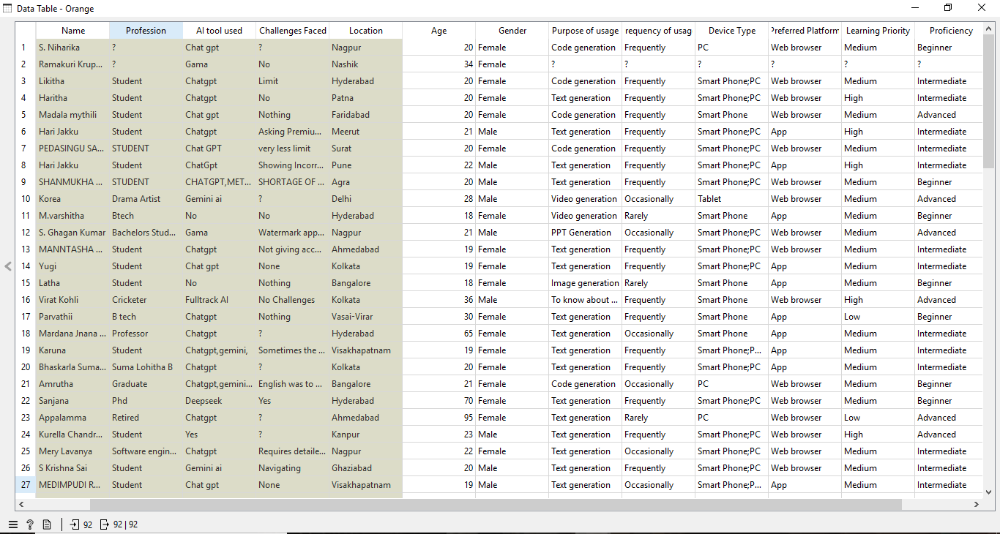 Data Table - Orange
Name Profession AI tool used Challenges Faced Location Age Gender Purpose of usage requency of usag Device Type Preferred Platform Learning Priority Proficiency
1 S. Niharika ? Chat gpt ? Nagpur 20 Female Code generation Frequently PC Web browser Medium Beginner
2 Ramakuri Krup... ? Gama No Nashik 34 Female ? ? ? ? ? ?
3 Likitha Student Chatgpt Limit Hyderabad 20 Female Code generation Frequently Smart Phone;PC Web browser Medium Intermediate
4 Haritha Student Chatgpt No Patna 20 Female Text generation Frequently Smart Phone;PC Web browser High Intermediate
5 Madala mythili Student Chat gpt Nothing Faridabad 20 Female Code generation Frequently Smart Phone Web browser Medium Advanced
6 Hari Jakku Student Chatgpt Asking Premiu... Meerut 21 Male Text generation Frequently Smart Phone;PC App High Intermediate
7 PEDASINGU SA... STUDENT Chat GPT very less limit Surat 20 Female Code generation Frequently Smart Phone;PC Web browser Medium Intermediate
8 Hari Jakku Student ChatGpt Showing Incorr... Pune 22 Male Text generation Frequently Smart Phone;PC App High Intermediate
9 SHANMUKHA ... STUDENT CHATGPT,MET... SHORTAGE OF ... Agra 20 Male Text generation Frequently Smart Phone;PC Web browser Medium Beginner
10 Korea Drama Artist Gemini ai ? Delhi 28 Male Video generation Occasionally Tablet Web browser Medium Advanced
11 M.varshitha Btech No No Hyderabad 18 Female Video generation Rarely Smart Phone App Medium Beginner
12 S. Ghagan Kumar Bachelors Stud... Gama Watermark app... Nagpur 21 Male PPT Generation Occasionally Smart Phone;PC Web browser Medium Advanced
13 MANNTASHA ... Student Chatgpt Not giving acc... Ahmedabad 19 Female Text generation Frequently Smart Phone;PC Web browser Medium Intermediate
14 Yugi Student Chat gpt None Kolkata 19 Female Text generation Frequently Smart Phone;PC App Medium Intermediate
15 Latha Student No Nothing Bangalore 18 Female Image generation Rarely Smart Phone App Medium Beginner
16 Virat Kohli Cricketer Fulltrack AI No Challenges Kolkata 36 Male To know about ... Frequently Smart Phone Web browser High Advanced
17 Parvathii B tech Chatgpt Nothing Vasai-Virar 30 Female Text generation Frequently Smart Phone App Low Beginner
18 Mardana Jnana ... Professor Chatgpt ? Hyderabad 65 Female Text generation Occasionally Smart Phone App Medium Intermediate
19 Karuna Student Chatgpt,gemini, Sometimes the ... Visakhapatnam 19 Female Text generation Frequently Smart Phone;P... App Medium Intermediate
20 Bhaskarla Suma... Suma Lohitha B Chatgpt ? Kolkata 20 Female Text generation Frequently Smart Phone;PC App Medium Intermediate
21 Amrutha Graduate Chatgpt,gemini... English was to ... Bangalore 21 Female Code generation Occasionally PC Web browser Medium Beginner
22 Sanjana Phd Deepseek Yes Hyderabad 70 Female Text generation Frequently Smart Phone;PC Web browser Medium Beginner
23 Appalamma Retired Chatgpt ? Ahmedabad 95 Female Text generation Rarely PC Web browser Low Advanced
24 Kurella Chandr... Student Yes ? Kanpur 23 Male Text generation Frequently Smart Phone;PC Web browser High Advanced
25 Mery Lavanya Software engin... Chatgpt Requires detaile... Nagpur 22 Female Text generation Occasionally Smart Phone;PC Web browser Medium Intermediate
26 S Krishna Sai Student Gemini ai Navigating Ghaziabad 20 Male Text generation Frequently Smart Phone;PC Web browser Medium Intermediate
27 MEDIMPUDI R... Student Chat gpt None Visakhapatnam 19 Male Text generation Occasionally Smart Phone;P... App Medium Intermediate
92 92 | 92